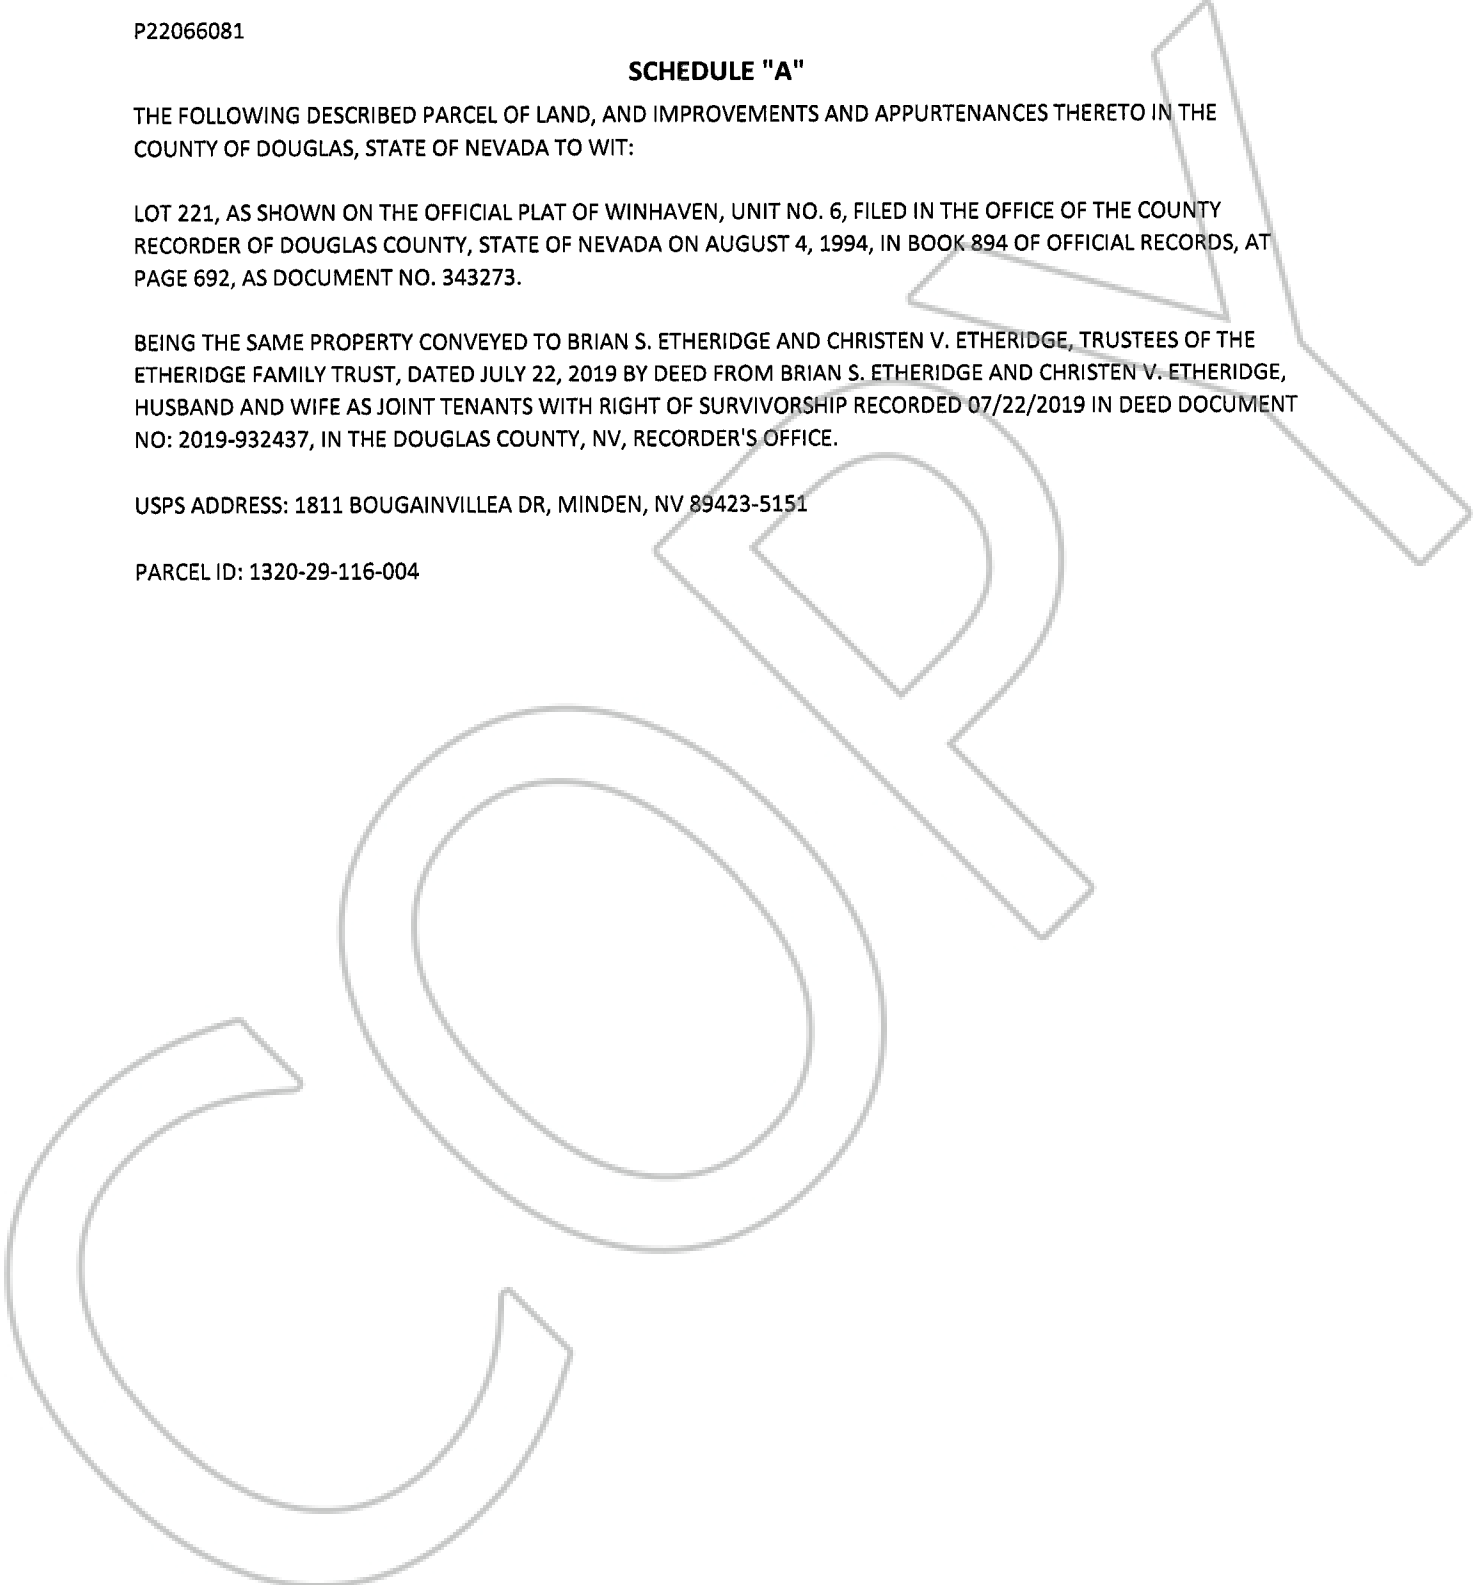 P22066081
SCHEDULE "A"
THE FOLLOWING DESCRIBED PARCEL OF LAND, AND IMPROVEMENTS AND APPURTENANCES THERETO IN THE
COUNTY OF DOUGLAS, STATE OF NEVADA TO WIT:
LOT 221, AS SHOWN ON THE OFFICIAL PLAT OF WINHAVEN, UNIT NO. 6, FILED IN THE OFFICE OF THE COUNTY
RECORDER OF DOUGLAS COUNTY, STATE OF NEVADA ON AUGUST 4, 1994, IN BOOK 894 OF OFFICIAL RECORDS, AT
PAGE 692, AS DOCUMENT NO. 343273.
BEING THE SAME PROPERTY CONVEYED TO BRIAN S. ETHERIDGE AND CHRISTEN V. ETHERIDGE, TRUSTEES OF THE
ETHERIDGE FAMILY TRUST, DATED JULY 22, 2019 BY DEED FROM BRIAN S. ETHERIDGE AND CHRISTEN V. ETHERIDGE,
HUSBAND AND WIFE AS JOINT TENANTS WITH RIGHT OF SURVIVORSHIP RECORDED 07/22/2019 IN DEED DOCUMENT
NO: 2019-932437, IN THE DOUGLAS COUNTY, NV, RECORDER'S OFFICE.
USPS ADDRESS: 1811 BOUGAINVILLEA DR, MINDEN, NV 89423-5151
PARCEL ID: 1320-29-116-004
COPY